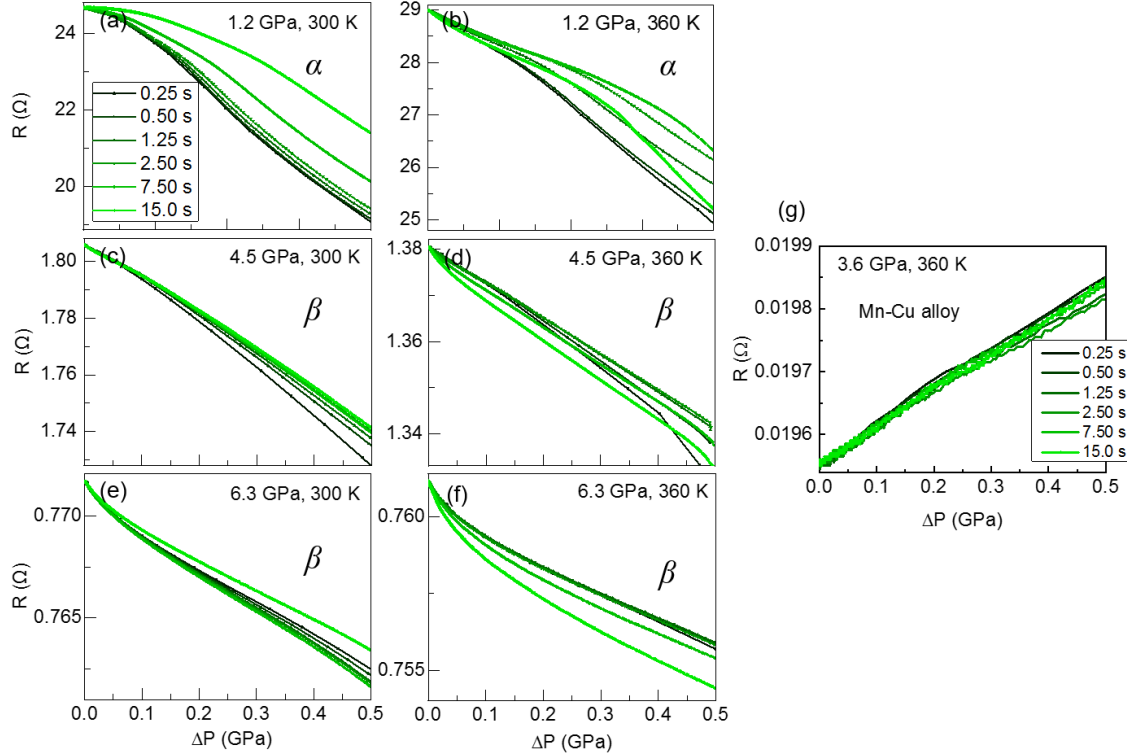 (a) 1.2 GPa, 300 K
α
24
22
20
R (Ω)
0.25 s
0.50 s
1.25 s
2.50 s
7.50 s
15.0 s
(b) 1.2 GPa, 360 K
α
29
28
27
26
25
R (Ω)
(c) 4.5 GPa, 300 K
β
1.80
1.78
1.76
1.74
R (Ω)
(d) 4.5 GPa, 360 K
β
1.38
1.36
1.34
(e) 6.3 GPa, 300 K
β
0.770
0.765
R (Ω)
0.0 0.1 0.2 0.3 0.4 0.5
ΔP (GPa)
(f) 6.3 GPa, 360 K
β
0.760
0.755
0.0 0.1 0.2 0.3 0.4 0.5
ΔP (GPa)
(g)
3.6 GPa, 360 K
Mn-Cu alloy
0.0199
0.0198
0.0197
0.0196
R (Ω)
0.25 s
0.50 s
1.25 s
2.50 s
7.50 s
15.0 s
0.0 0.1 0.2 0.3 0.4 0.5
ΔP (GPa)